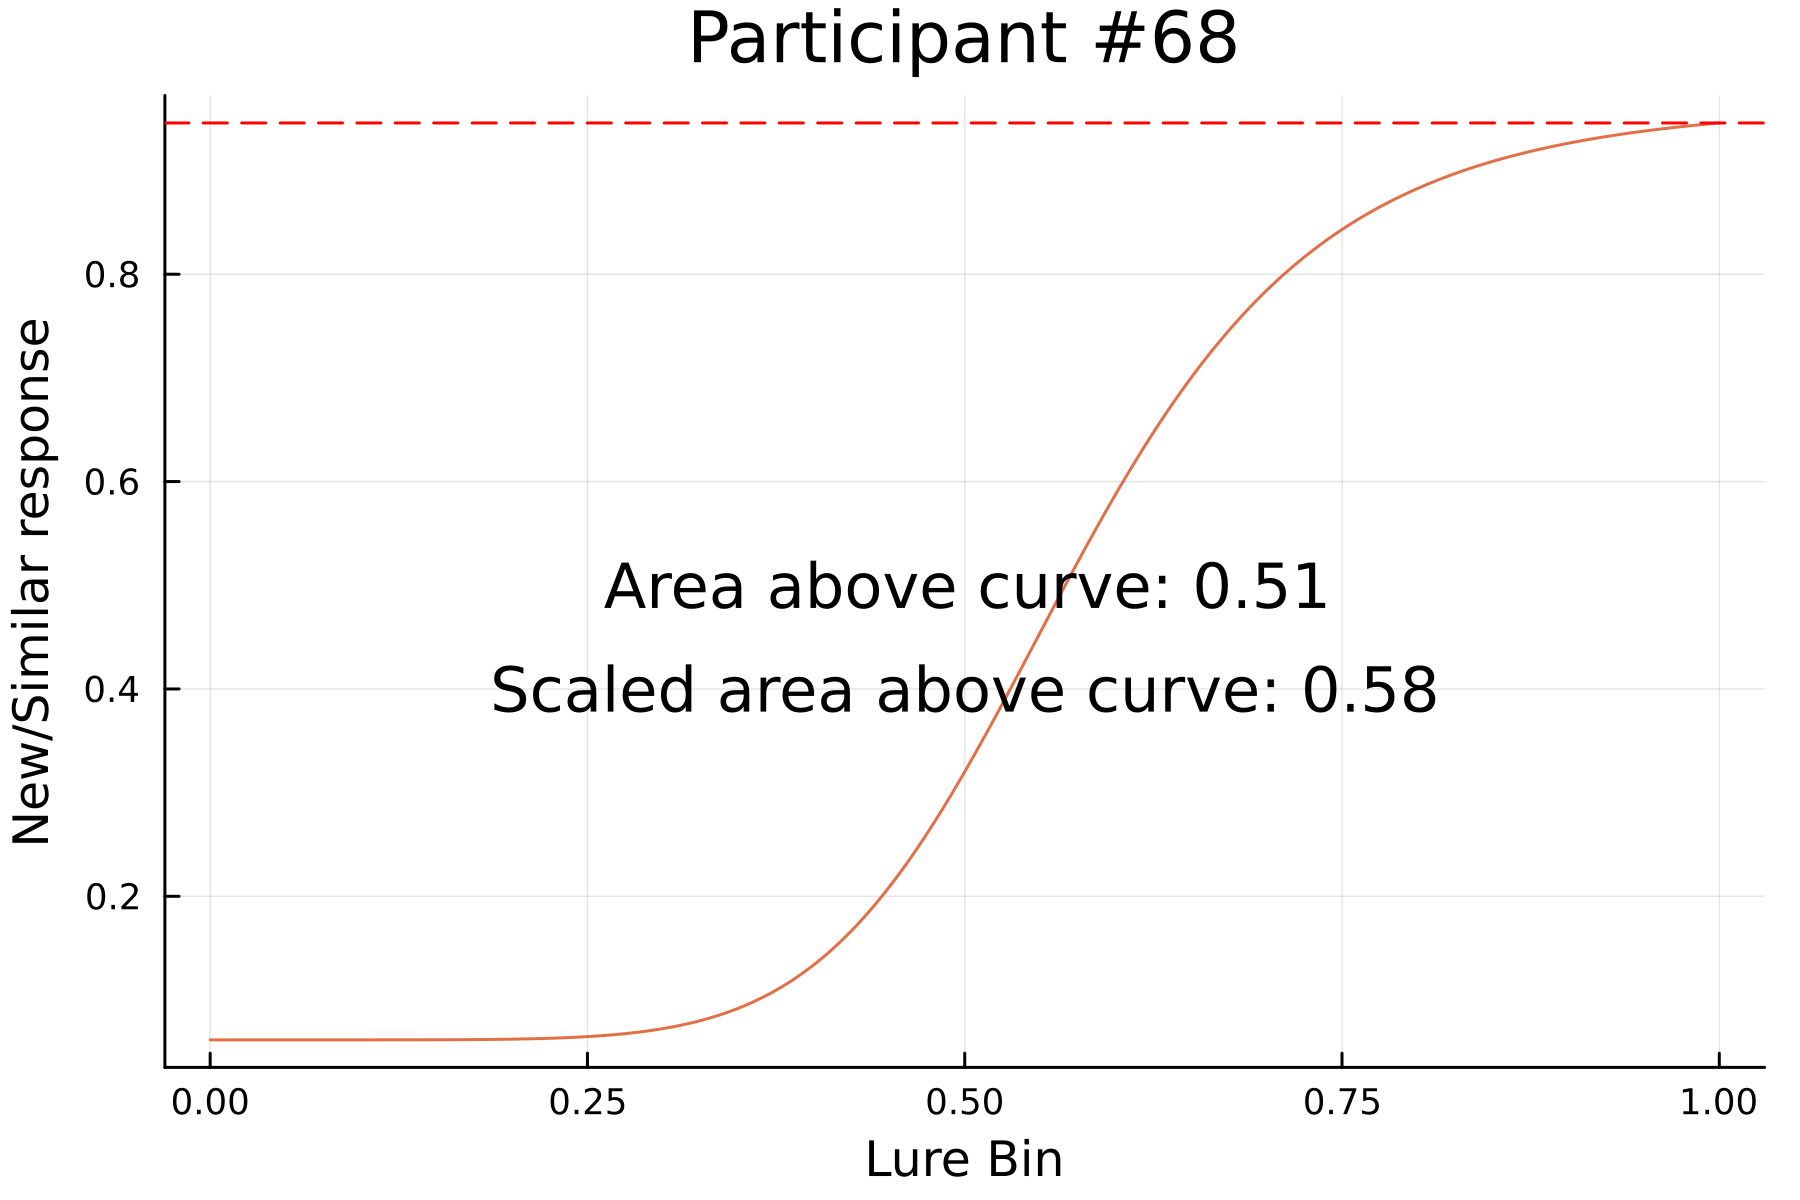 Participant #68
New/Similar response
0.8
0.6
Area above curve: 0.51
Scaled area above curve: 0.58
0.4
0.2
0.00 0.25 0.50 0.75 1.00
Lure Bin